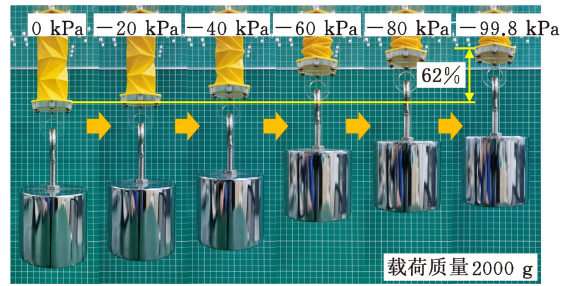 0 kPa
－20 kPa
－40 kPa
－60 kPa
－80 kPa
－99.8 kPa
62%
载荷质量2000 g